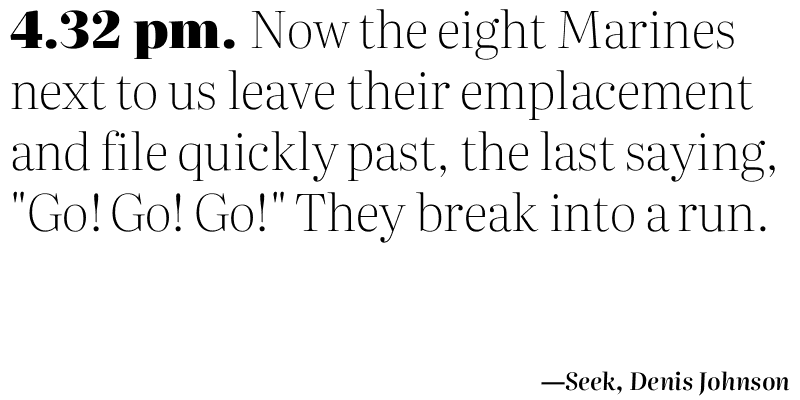 4.32 pm. Now the eight Marines
next to us leave their emplacement
and file quickly past, the last saying,
"Go! Go! Go!" They break into a run.
—Seek, Denis Johnson